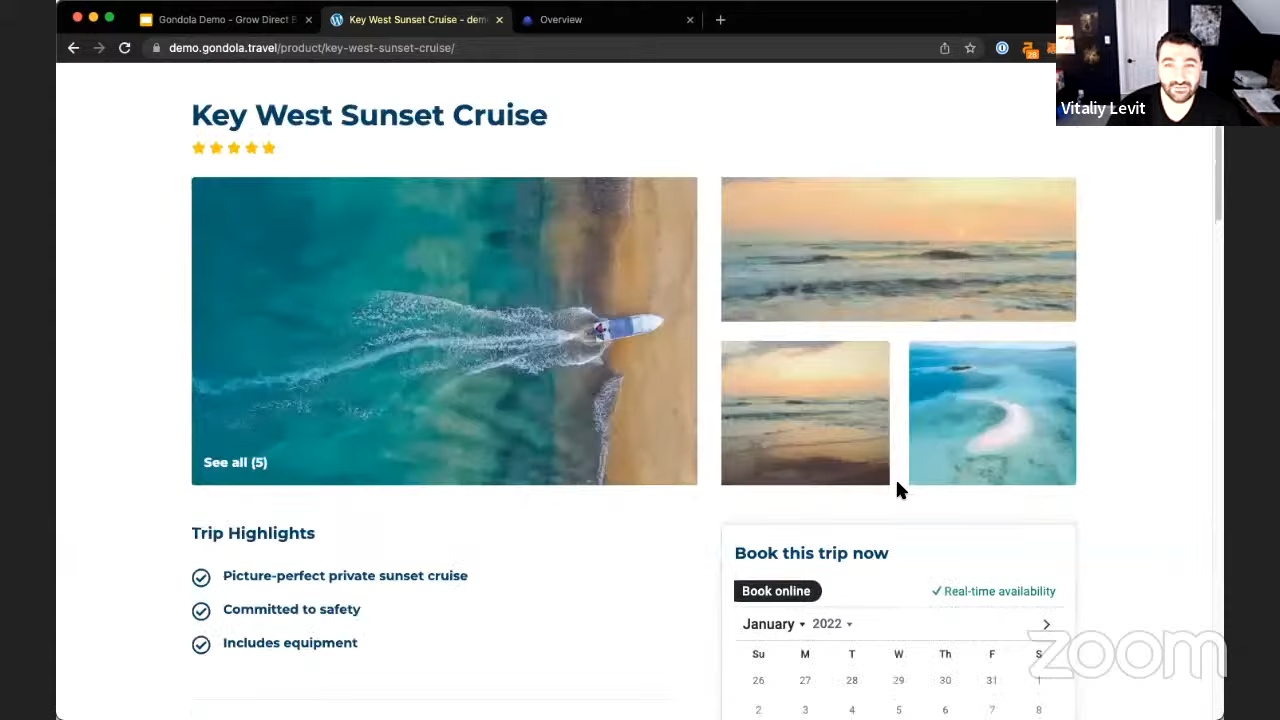 Gondola Demo - Grow Direct B
Key West Sunset Cruise - dem
Overview
demo.gondola.travel/product/key-west-sunset-cruise/
28
Vitaliy Levit
Key West Sunset Cruise
See all (5)
Trip Highlights
Picture-perfect private sunset cruise
Committed to safety
Includes equipment
Book this trip now
Book online
Real-time availability
January 2022
Su M T W Th F S
26 27 28 29 30 31 1
2 3 4 5 6 7 8
zoom